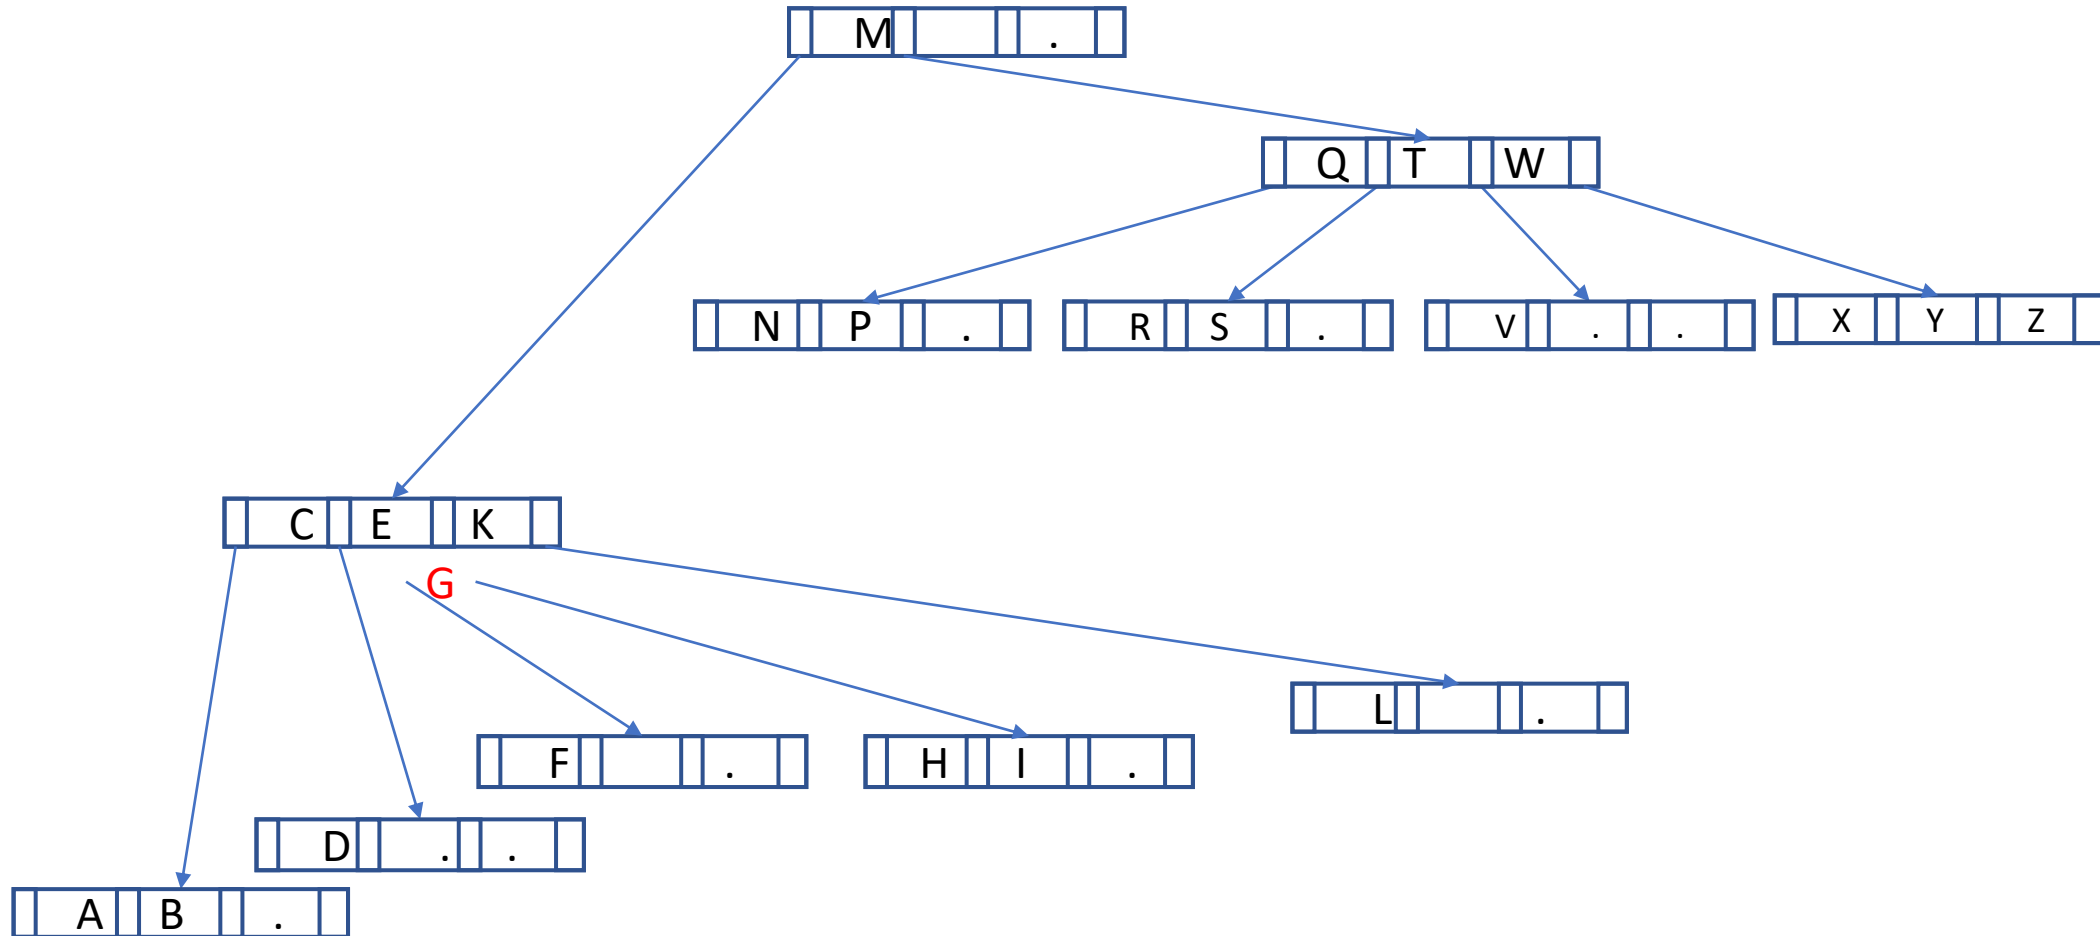 M .
Q T W
N P .
R S .
V . .
X Y Z
C E K
G
L .
F .
H I .
D . .
A B .